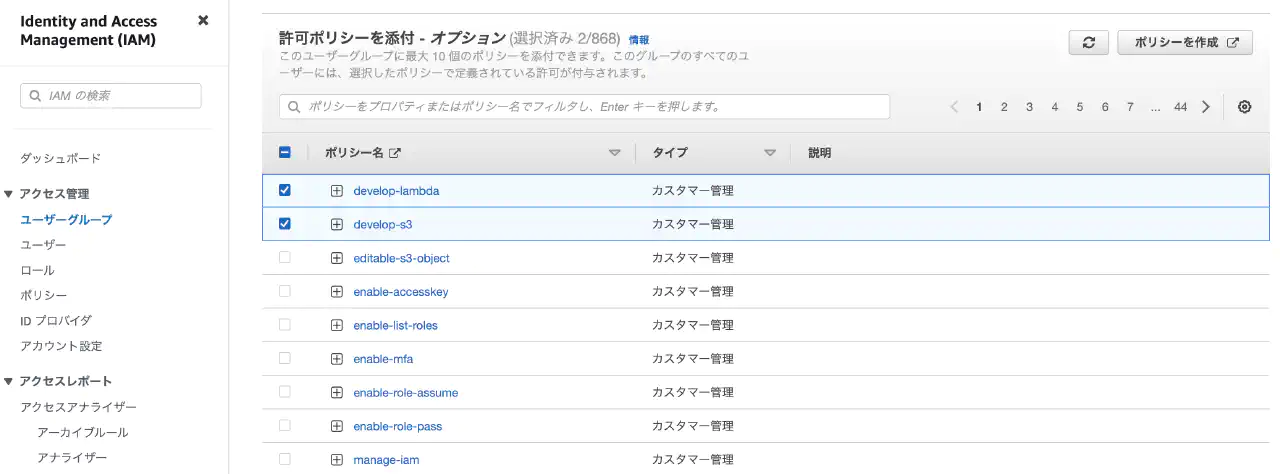 Identity and Access
Management (IAM)
IAM の検索
ダッシュボード
アクセス管理
ユーザーグループ
ユーザー
ロール
ポリシー
ID プロバイダ
アカウント設定
アクセスレポート
アクセスアナライザー
アーカイブルール
アナライザー
許可ポリシーを添付 - オプション (選択済み 2/868) 情報
このユーザーグループに最大 10 個のポリシーを添付できます。このグループのすべてのユ
ーザーには、選択したポリシーで定義されている許可が付与されます。
ポリシーを作成
ポリシーをプロパティまたはポリシー名でフィルタし、Enter キーを押します。
1 2 3 4 5 6 7 ... 44
ポリシー名 タイプ 説明
develop-lambda カスタマー管理
develop-s3 カスタマー管理
editable-s3-object カスタマー管理
enable-accesskey カスタマー管理
enable-list-roles カスタマー管理
enable-mfa カスタマー管理
enable-role-assume カスタマー管理
enable-role-pass カスタマー管理
manage-iam カスタマー管理